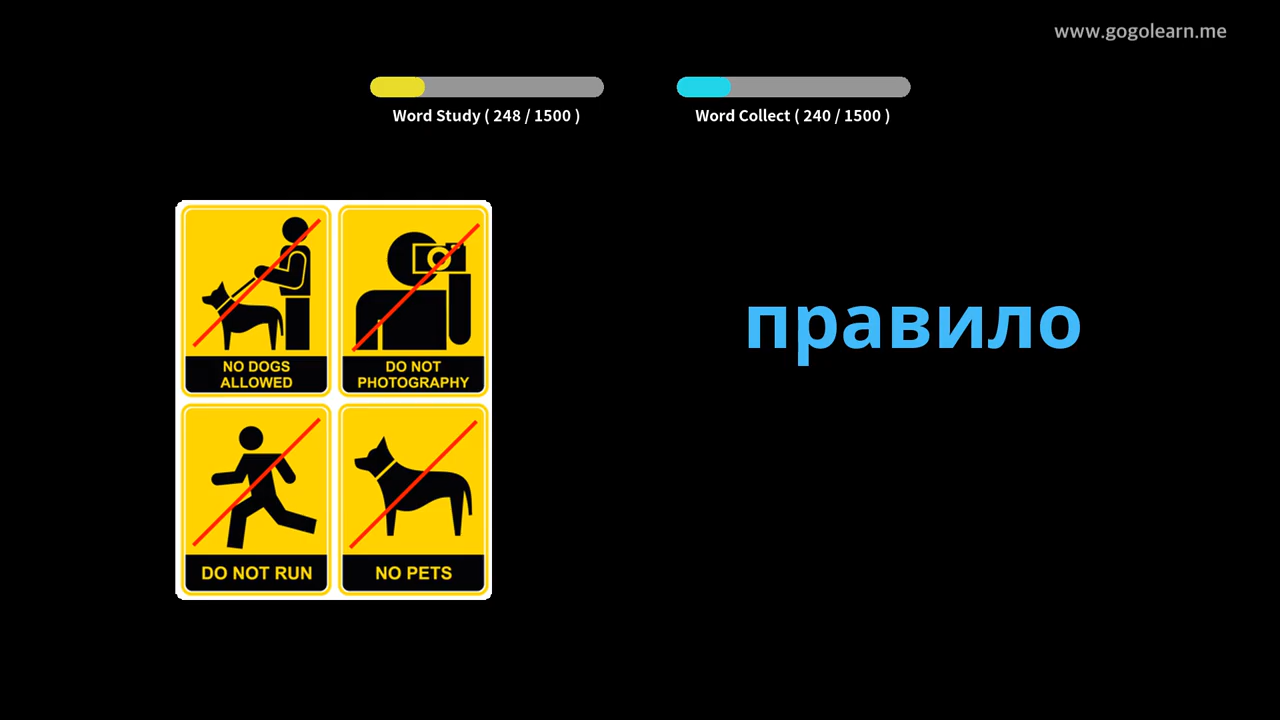 www.gogolearn.me
Word Study ( 248 / 1500 )
Word Collect ( 240 / 1500 )
NO DOGS
ALLOWED
DO NOT
PHOTOGRAPHY
правило
DO NOT RUN
NO PETS